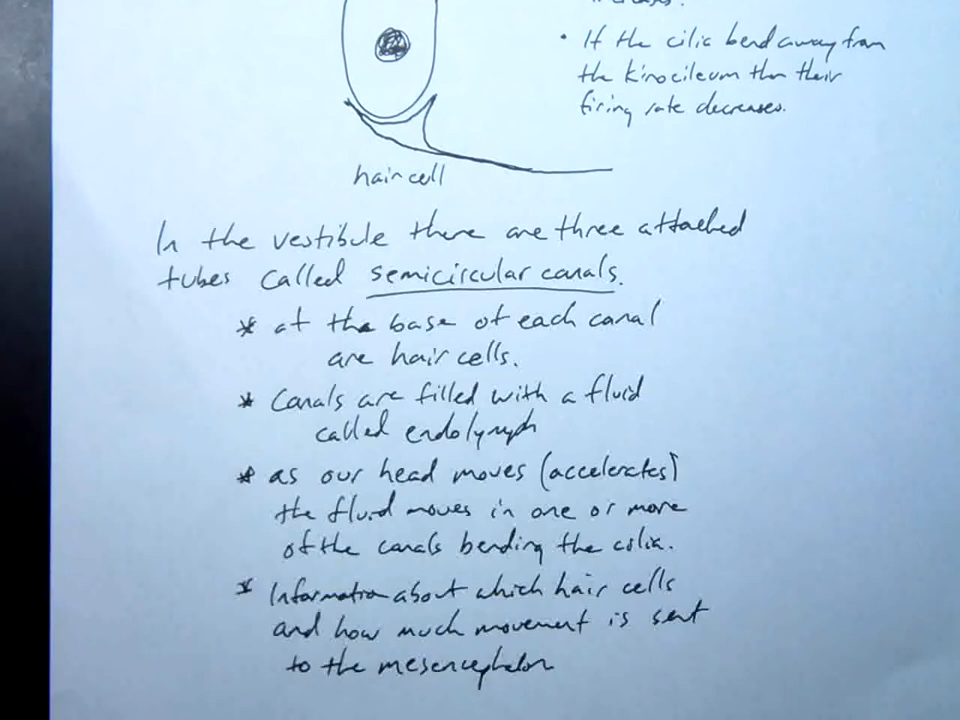 • If the cilia bend away from
the kinocileum then their
firing rate decreases.
hair cell
In the vestibule there are three attached
tubes called semicircular canals.
* at the base of each canal
are hair cells.
* Canals are filled with a fluid
called endolymph
* as our head moves (accelerates)
the fluid moves in one or more
of the canals bending the cilia.
* Information about which hair cells
and how much movement is sent
to the mesencephalon